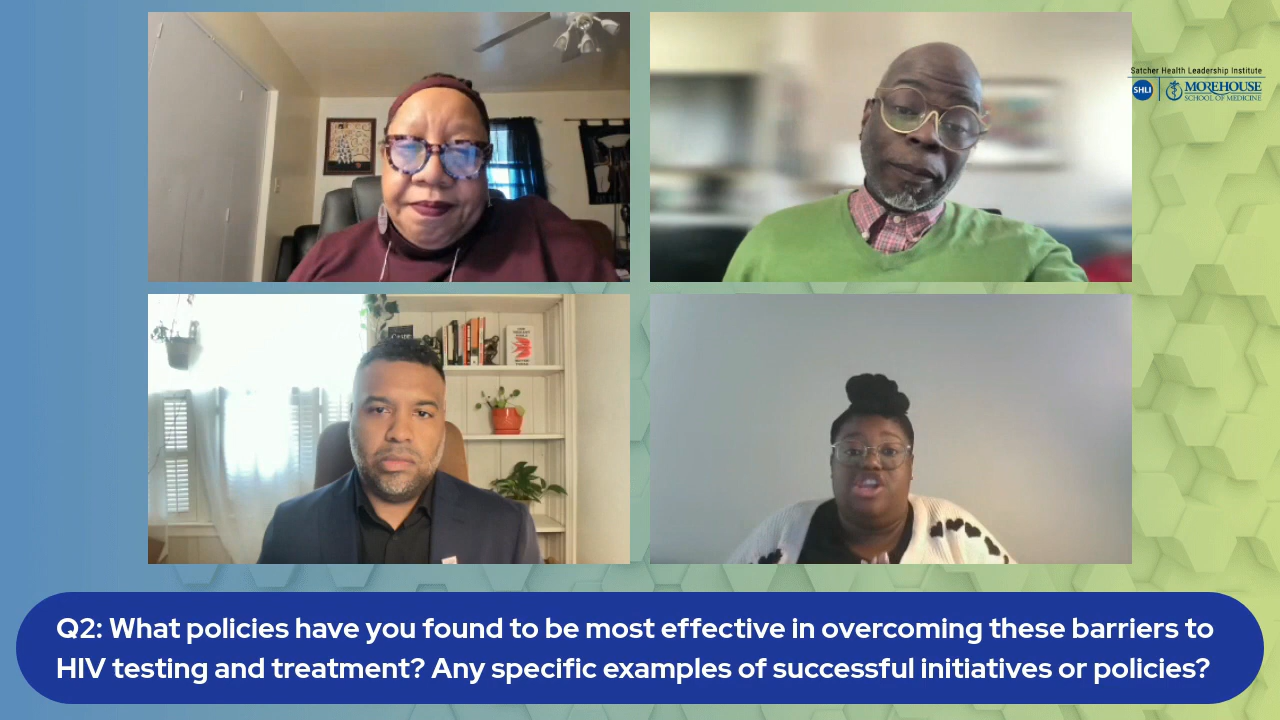 Satcher Health Leadership Institute
SHLI
MOREHOUSE
SCHOOL OF MEDICINE
Q2: What policies have you found to be most effective in overcoming these barriers to
HIV testing and treatment? Any specific examples of successful initiatives or policies?